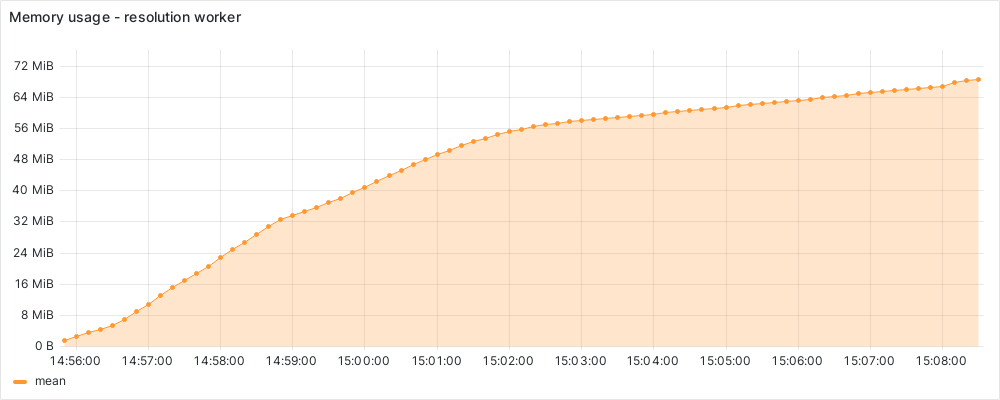 Memory usage - resolution worker
72 MiB
64 MiB
56 MiB
48 MiB
40 MiB
32 MiB
24 MiB
16 MiB
8 MiB
0 B
14:56:00 14:57:00 14:58:00 14:59:00 15:00:00 15:01:00 15:02:00 15:03:00 15:04:00 15:05:00 15:06:00 15:07:00 15:08:00
mean